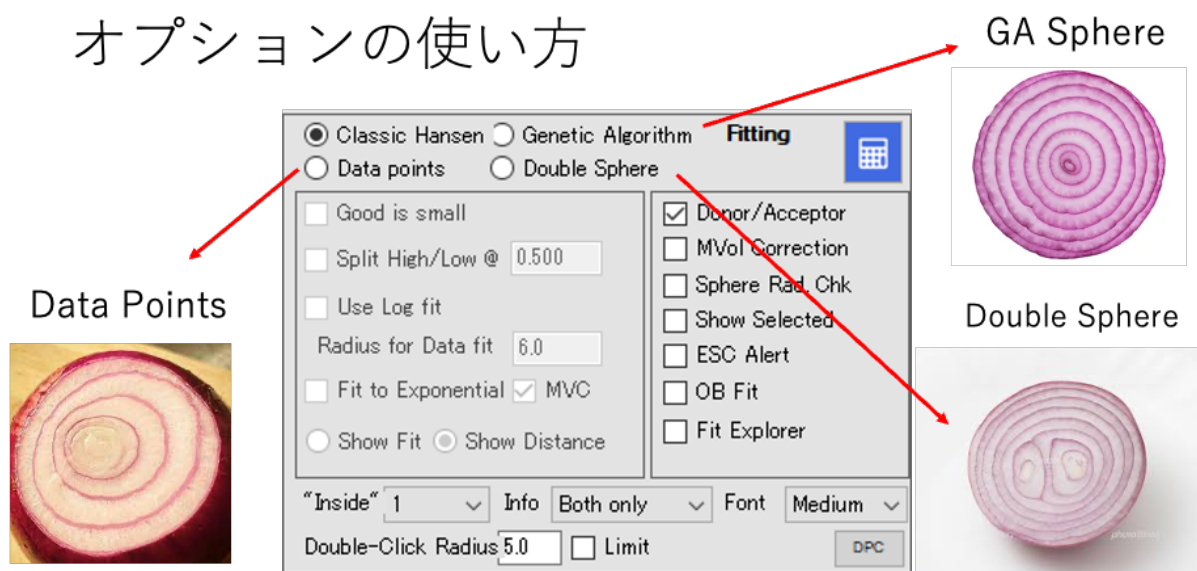 オプションの使い方
GA Sphere
Classic Hansen
Genetic Algorithm
Fitting
Data points
Double Sphere
Good is small
Split High/Low @ 0.500
Use Log fit
Radius for Data fit 6.0
Fit to Exponential
MVC
Show Fit
Show Distance
Donor/Acceptor
MVol Correction
Sphere Rad. Chk
Show Selected
ESC Alert
OB Fit
Fit Explorer
"Inside" 1
Info Both only
Font Medium
Double-Click Radius 5.0
Limit
DPC
Data Points
Double Sphere